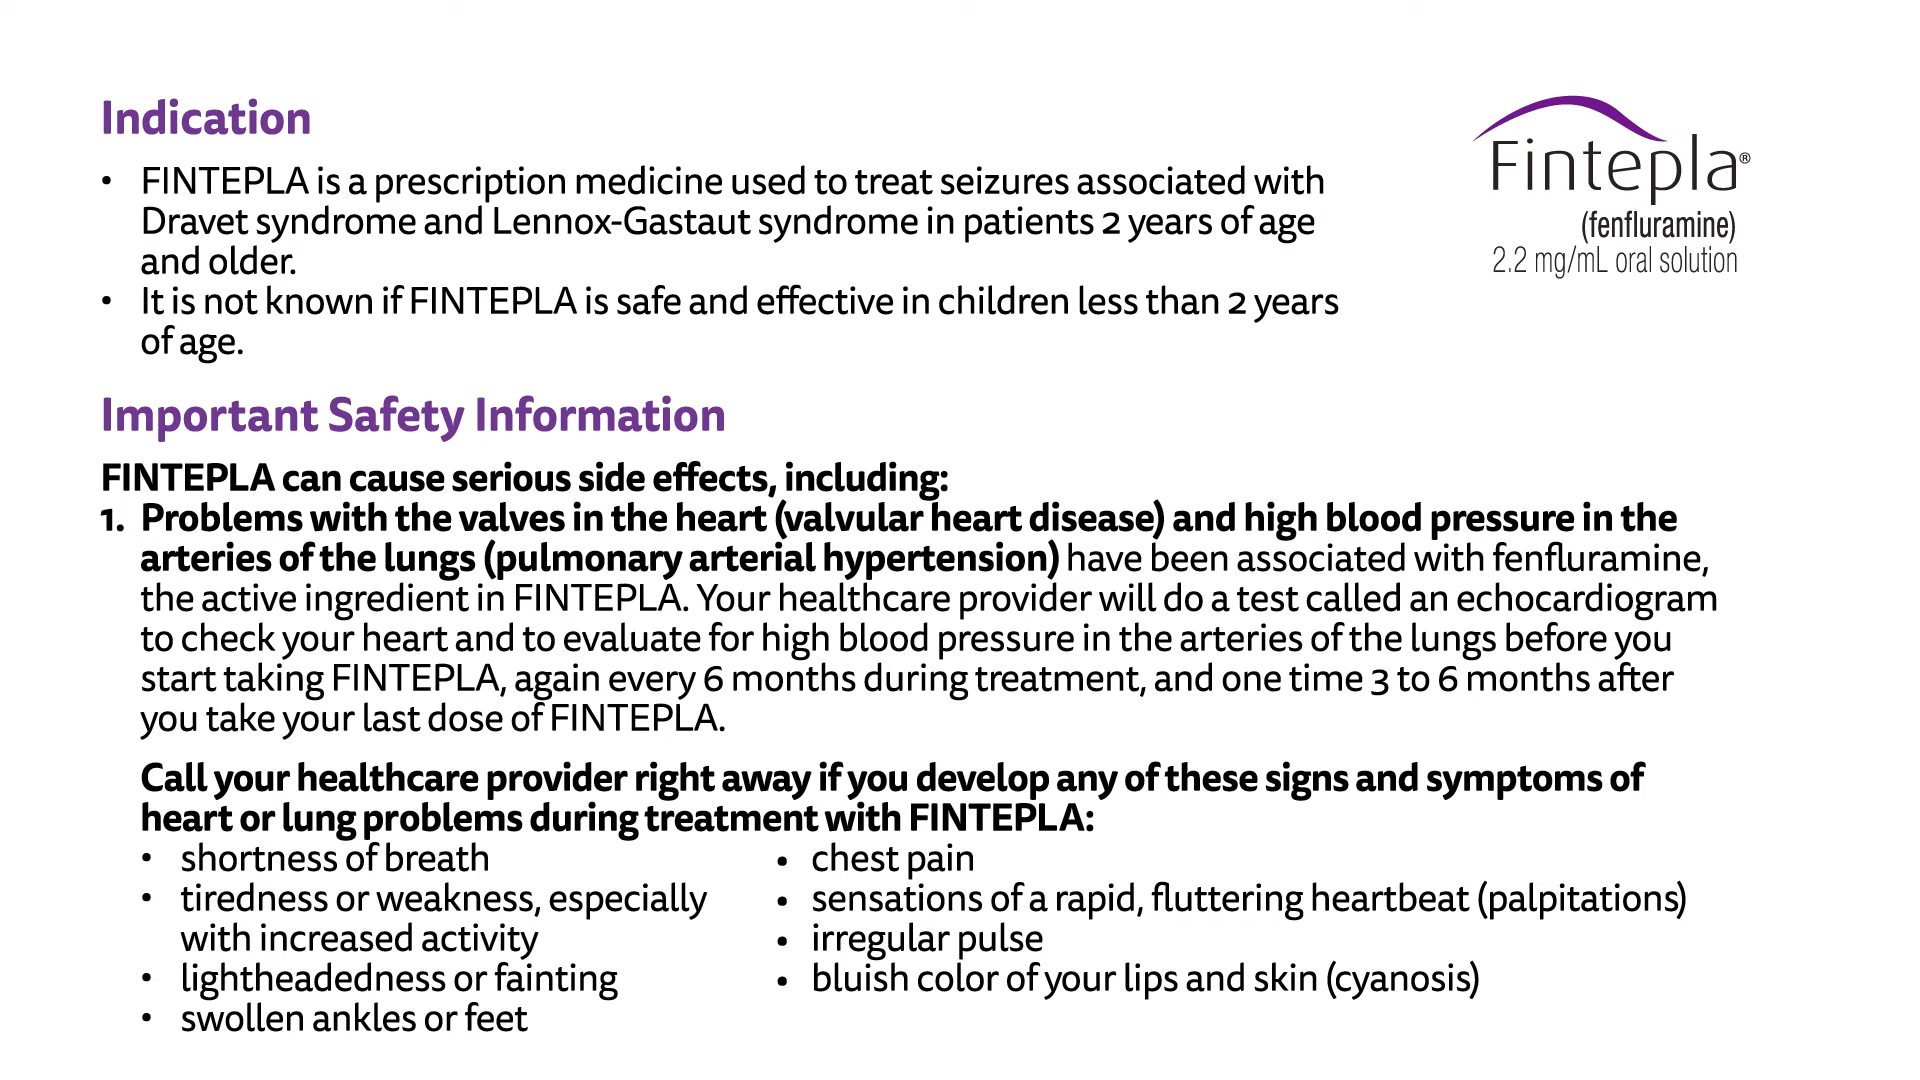 Indication
• FINTEPLA is a prescription medicine used to treat seizures associated with
Dravet syndrome and Lennox-Gastaut syndrome in patients 2 years of age
and older.
• It is not known if FINTEPLA is safe and effective in children less than 2 years
of age.
Fintepla®
(fenfluramine)
2.2 mg/mL oral solution
Important Safety Information
FINTEPLA can cause serious side effects, including:
1. Problems with the valves in the heart (valvular heart disease) and high blood pressure in the
arteries of the lungs (pulmonary arterial hypertension) have been associated with fenfluramine,
the active ingredient in FINTEPLA. Your healthcare provider will do a test called an echocardiogram
to check your heart and to evaluate for high blood pressure in the arteries of the lungs before you
start taking FINTEPLA, again every 6 months during treatment, and one time 3 to 6 months after
you take your last dose of FINTEPLA.
Call your healthcare provider right away if you develop any of these signs and symptoms of
heart or lung problems during treatment with FINTEPLA:
• shortness of breath
• tiredness or weakness, especially
with increased activity
• lightheadedness or fainting
• swollen ankles or feet
• chest pain
• sensations of a rapid, fluttering heartbeat (palpitations)
• irregular pulse
• bluish color of your lips and skin (cyanosis)